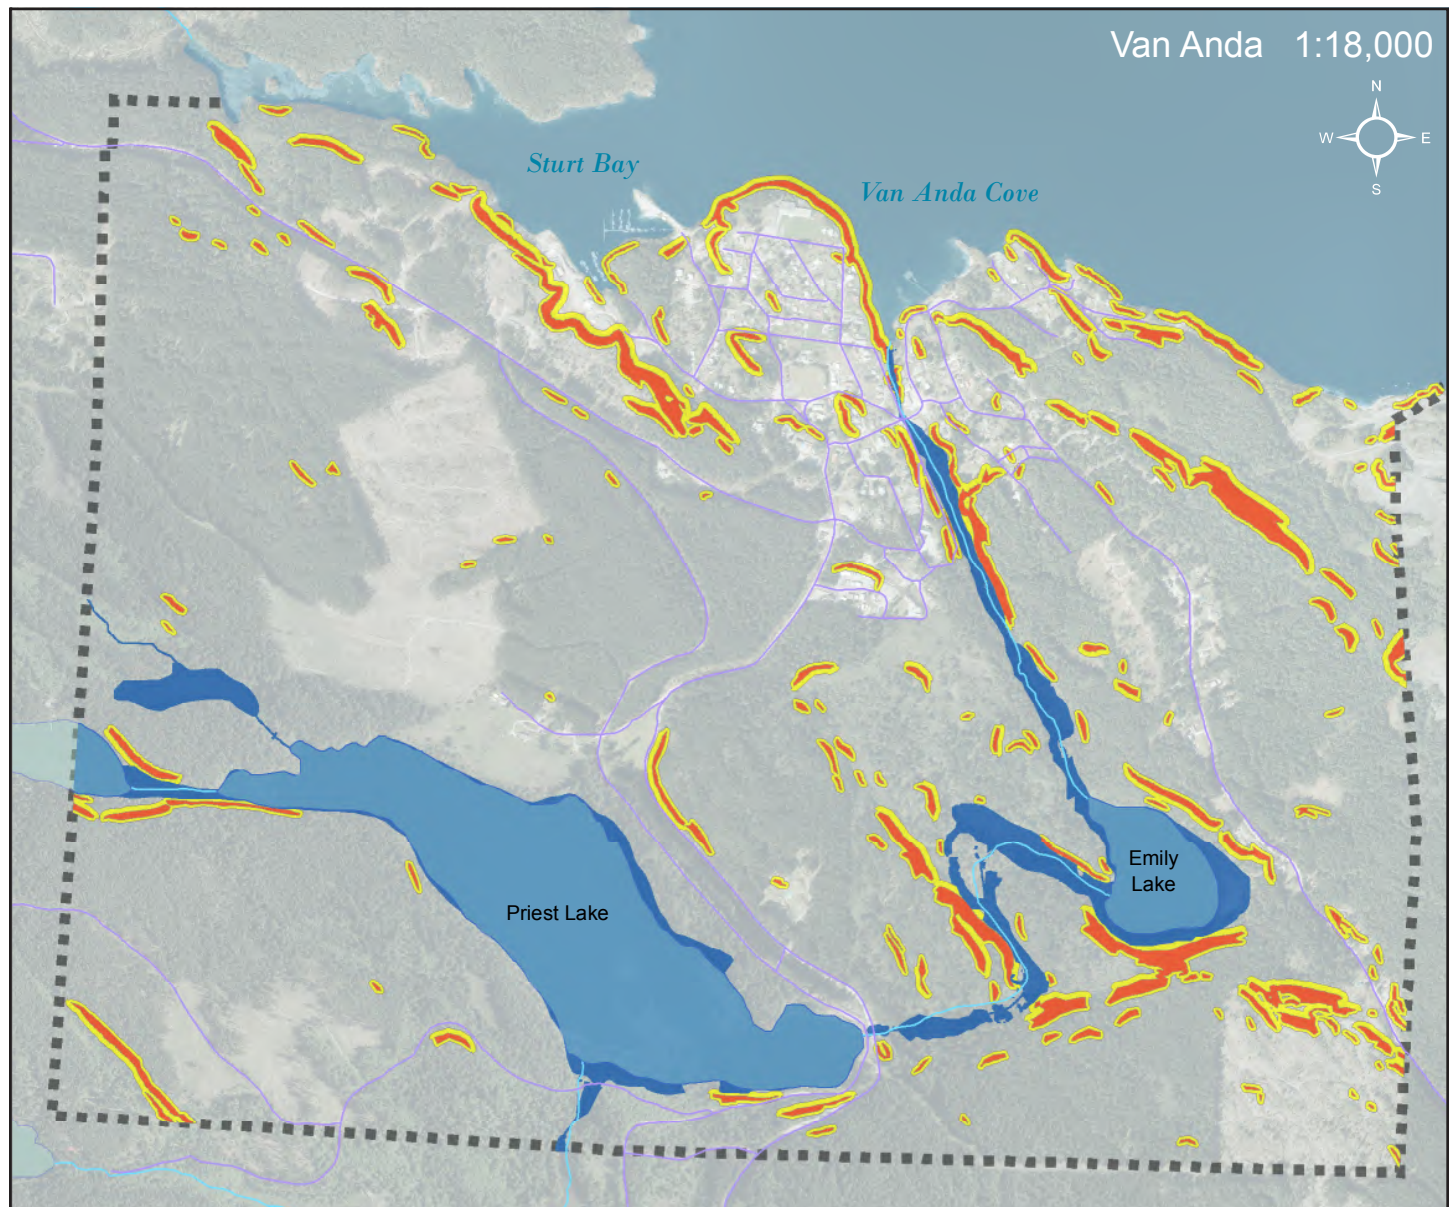 Van Anda 1:18,000
N
W E
S
Sturt Bay
Van Anda Cove
Emily
Lake
Priest Lake